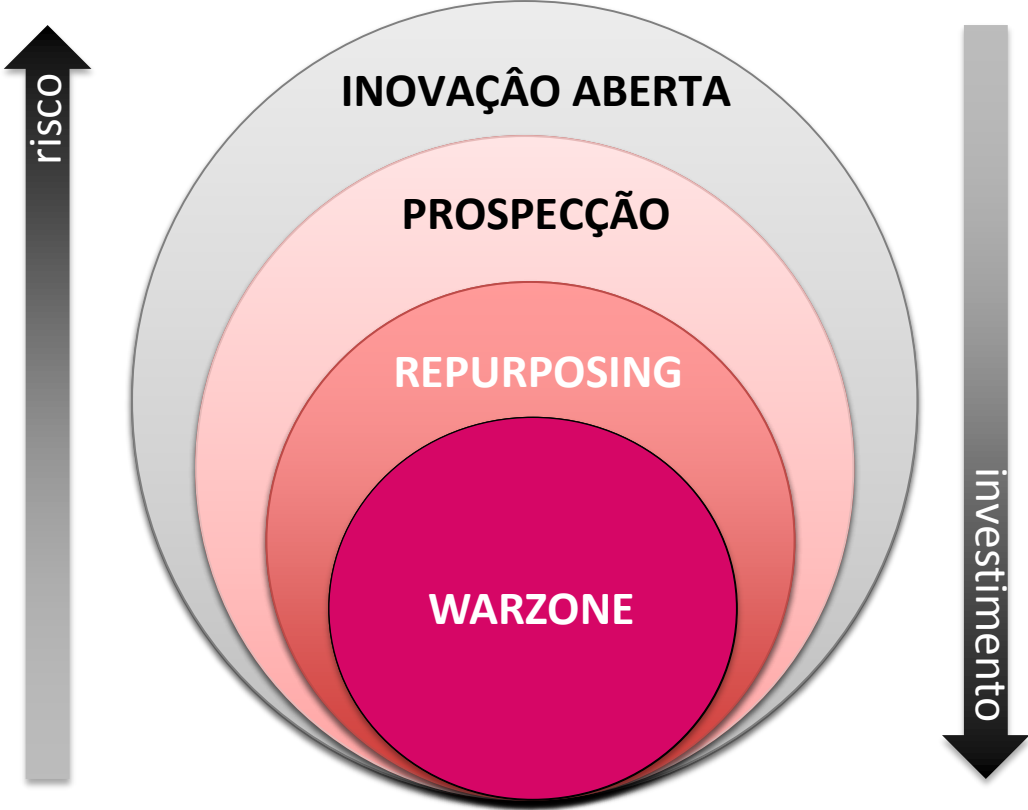 risco
INOVAÇÂO ABERTA
PROSPECÇÃO
REPURPOSING
WARZONE
investimento